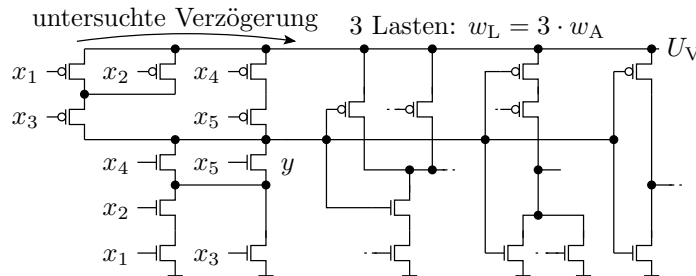 untersuchte Verzögerung
3 Lasten: w_L = 3 · w_A
U_V
x_1 x_2 x_4
x_3 x_5
x_4 x_5 y
x_2
x_1 x_3